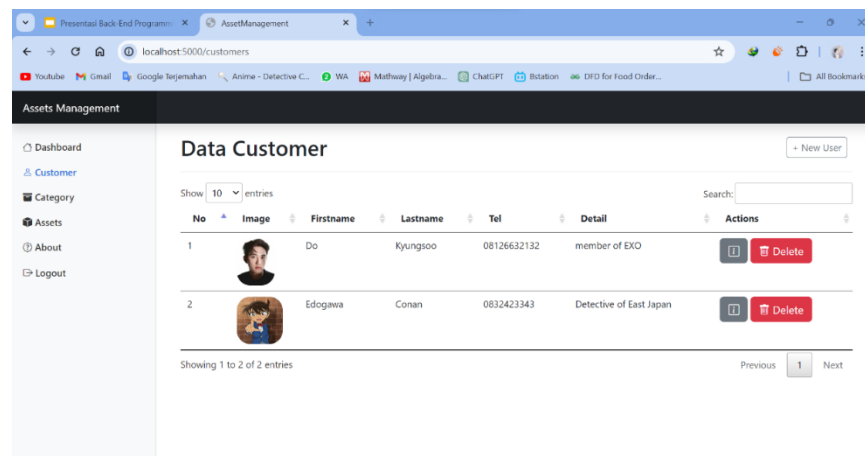 Presentasi Back-End Programmi
AssetManagement
localhost:5000/customers
Youtube Gmail Google Terjemahan Anime - Detective C... WA Mathway | Algebra... ChatGPT Bstation DFD for Food Order... All Bookmarks
Assets Management
Dashboard
Customer
Category
Assets
About
Logout
Data Customer
+ New User
Show 10 entries
Search:
No Image Firstname Lastname Tel Detail Actions
1 Do Kyungsoo 08126632132 member of EXO Delete
2 Edogawa Conan 0832423343 Detective of East Japan Delete
Showing 1 to 2 of 2 entries
Previous 1 Next